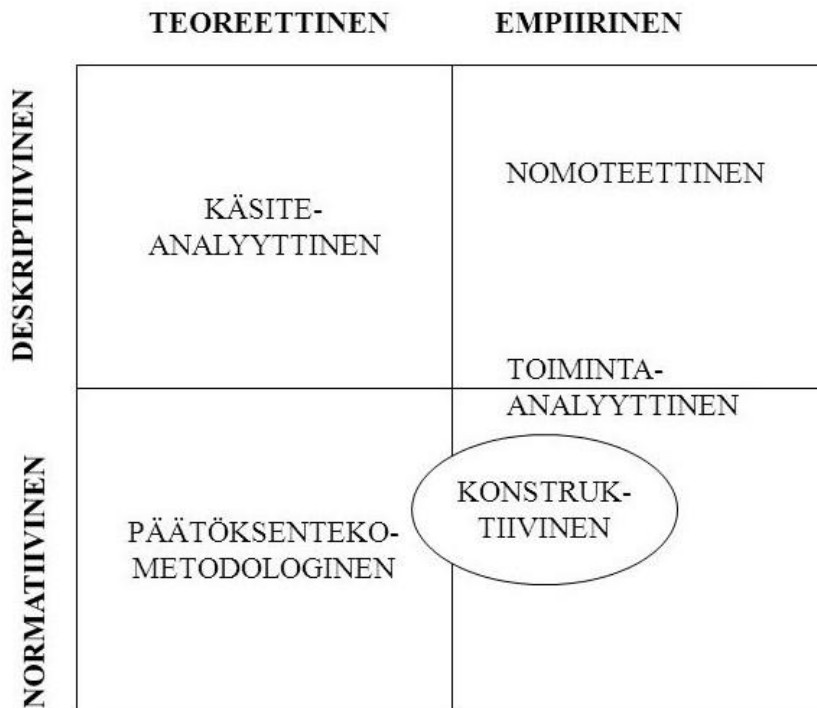 TEOREETTINEN EMPIIRINEN
DESKRIPTIIVINEN
KÄSITE-
ANALYYTTINEN
NOMOTEETTINEN
TOIMINTA-
ANALYYTTINEN
NORMATIIVINEN
PÄÄTÖKSENTEKO-
METODOLOGINEN
KONSTRUK-
TIIVINEN